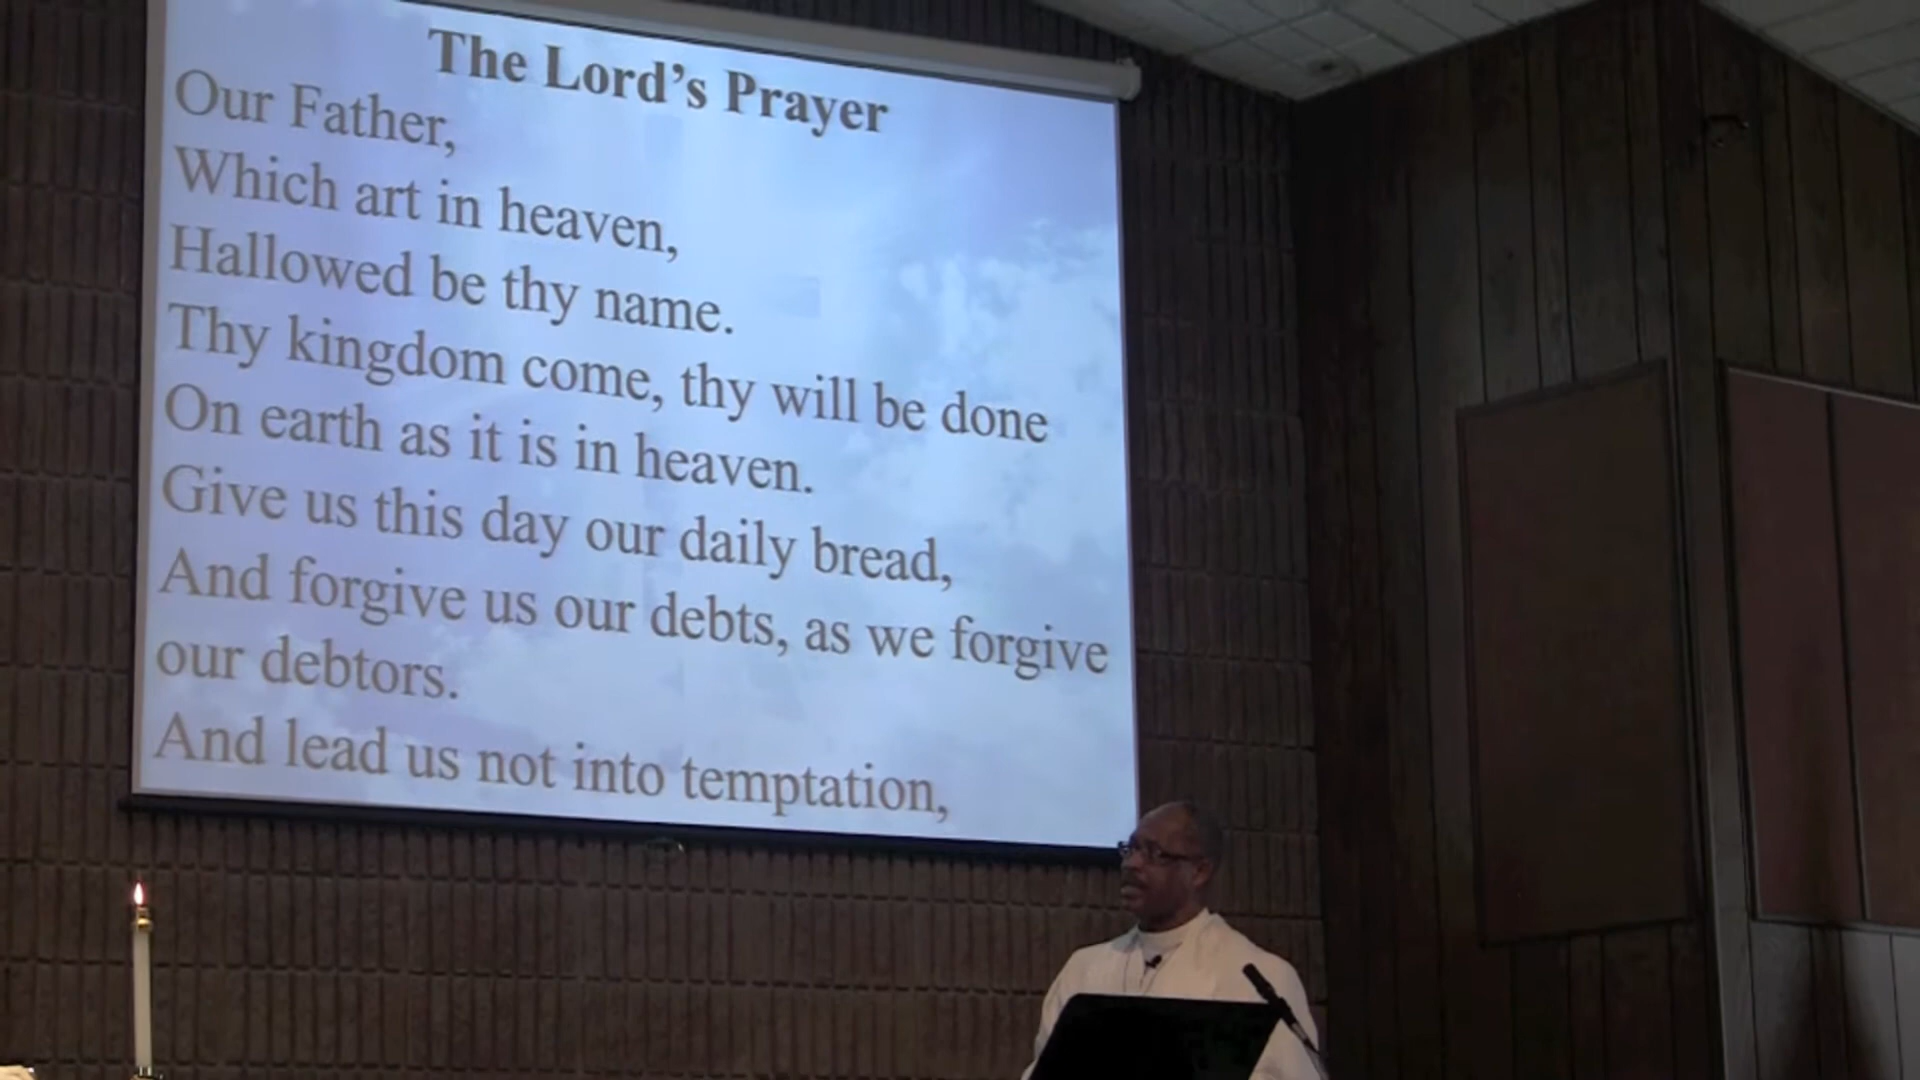 The Lord’s Prayer
Our Father,
Which art in heaven,
Hallowed be thy name.
Thy kingdom come, thy will be done
On earth as it is in heaven.
Give us this day our daily bread,
And forgive us our debts, as we forgive
our debtors.
And lead us not into temptation,